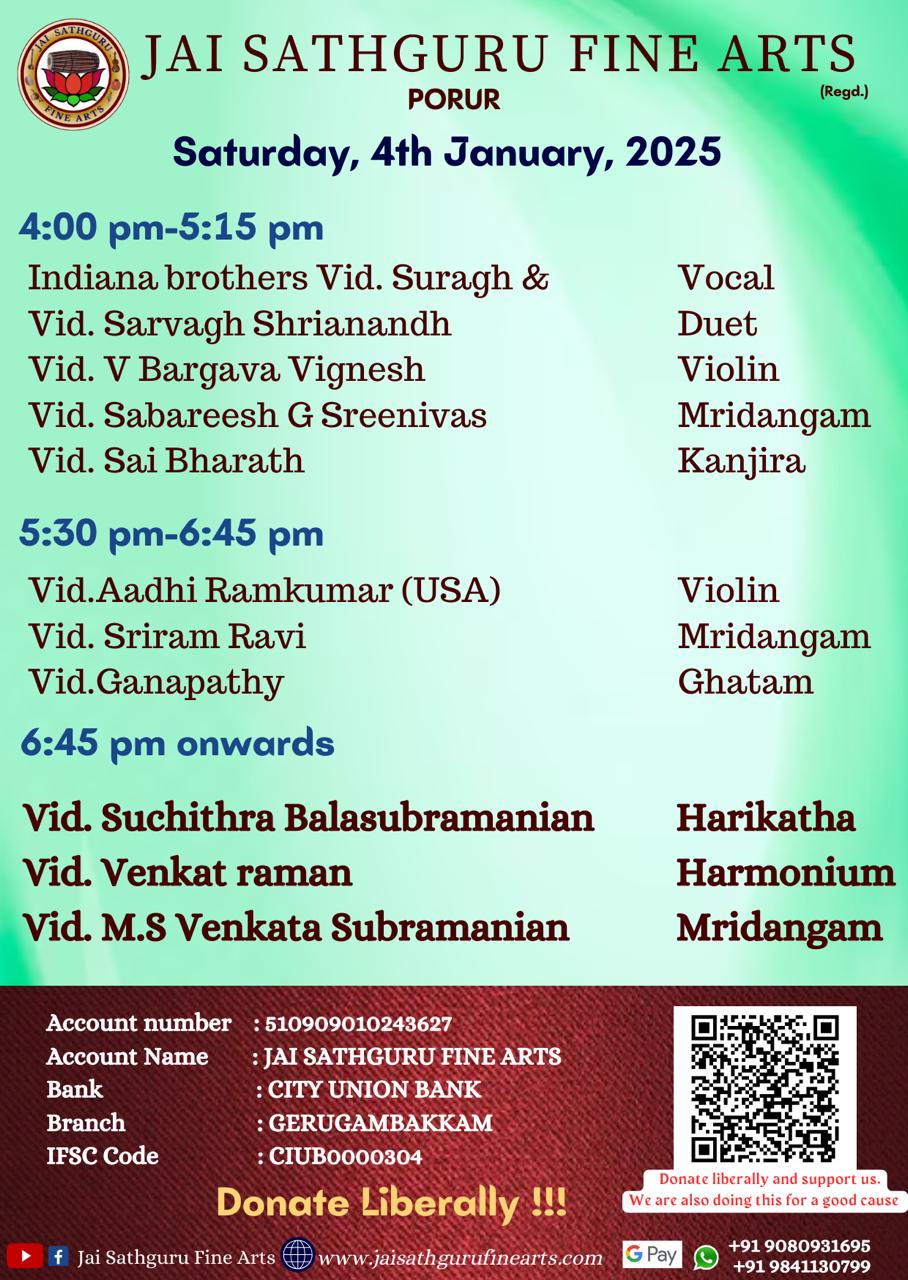 JAI SATHGURU
FINE ARTS
JAI SATHGURU FINE ARTS
PORUR
(Regd.)
Saturday, 4th January, 2025
4:00 pm-5:15 pm
Indiana brothers Vid. Suragh & Vocal
Vid. Sarvagh Shrianandh Duet
Vid. V Bargava Vignesh Violin
Vid. Sabareesh G Sreenivas Mridangam
Vid. Sai Bharath Kanjira
5:30 pm-6:45 pm
Vid.Aadhi Ramkumar (USA) Violin
Vid. Sriram Ravi Mridangam
Vid.Ganapathy Ghatam
6:45 pm onwards
Vid. Suchithra Balasubramanian Harikatha
Vid. Venkat raman Harmonium
Vid. M.S Venkata Subramanian Mridangam
Account number : 510909010243627
Account Name : JAI SATHGURU FINE ARTS
Bank : CITY UNION BANK
Branch : GERUGAMBAKKAM
IFSC Code : CIUB0000304
Donate liberally and support us.
We are also doing this for a good cause
Donate Liberally !!!
Jai Sathguru Fine Arts www.jaisathgurufinearts.com G Pay +91 9080931695
+91 9841130799